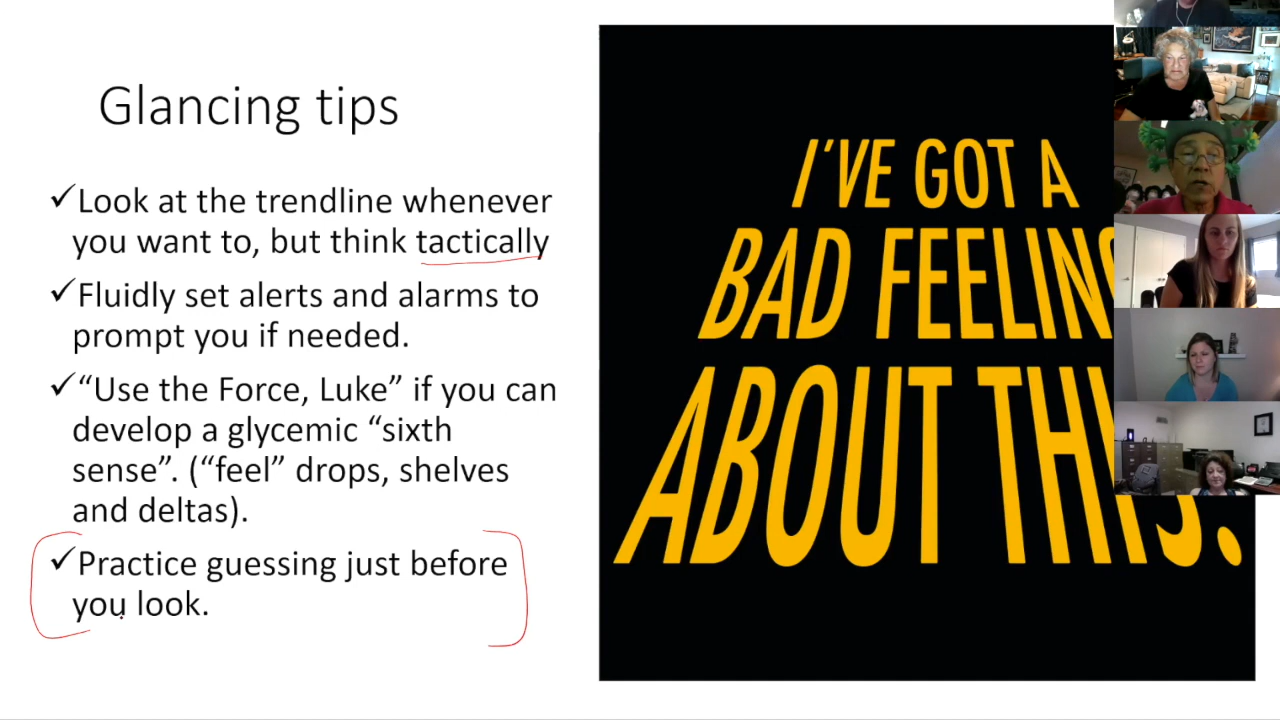 Glancing tips
✓Look at the trendline whenever
you want to, but think tactically
✓Fluidly set alerts and alarms to
prompt you if needed.
✓“Use the Force, Luke” if you can
develop a glycemic “sixth
sense”. (“feel” drops, shelves
and deltas).
✓Practice guessing just before
you look.
I’VE GOT A
BAD FEELIN
ABOUT THIS.